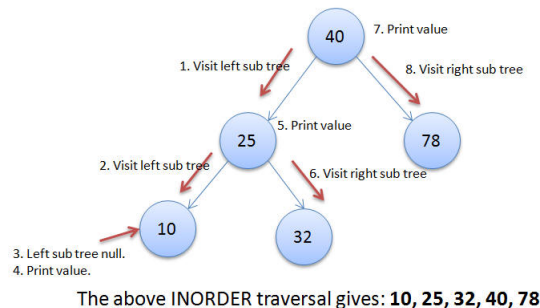 40
7. Print value
1. Visit left sub tree
8. Visit right sub tree
25
5. Print value
78
2. Visit left sub tree
6. Visit right sub tree
10
32
3. Left sub tree null.
4. Print value.
The above INORDER traversal gives: 10, 25, 32, 40, 78